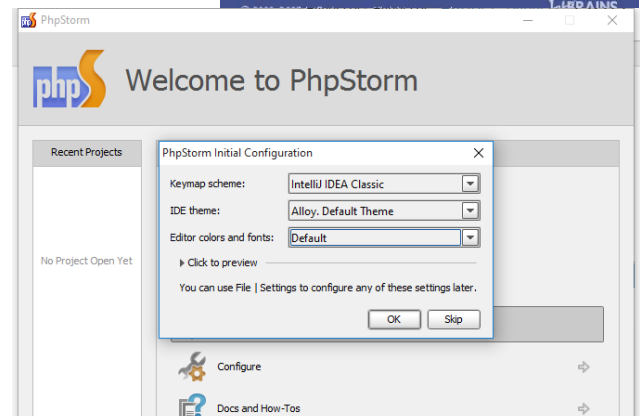 PhpStorm
php
Welcome to PhpStorm
Recent Projects
No Project Open Yet
PhpStorm Initial Configuration
Keymap scheme:
IntelliJ IDEA Classic
IDE theme:
Alloy. Default Theme
Editor colors and fonts:
Default
Click to preview
You can use File | Settings to configure any of these settings later.
OK
Skip
Configure
Docs and How-Tos